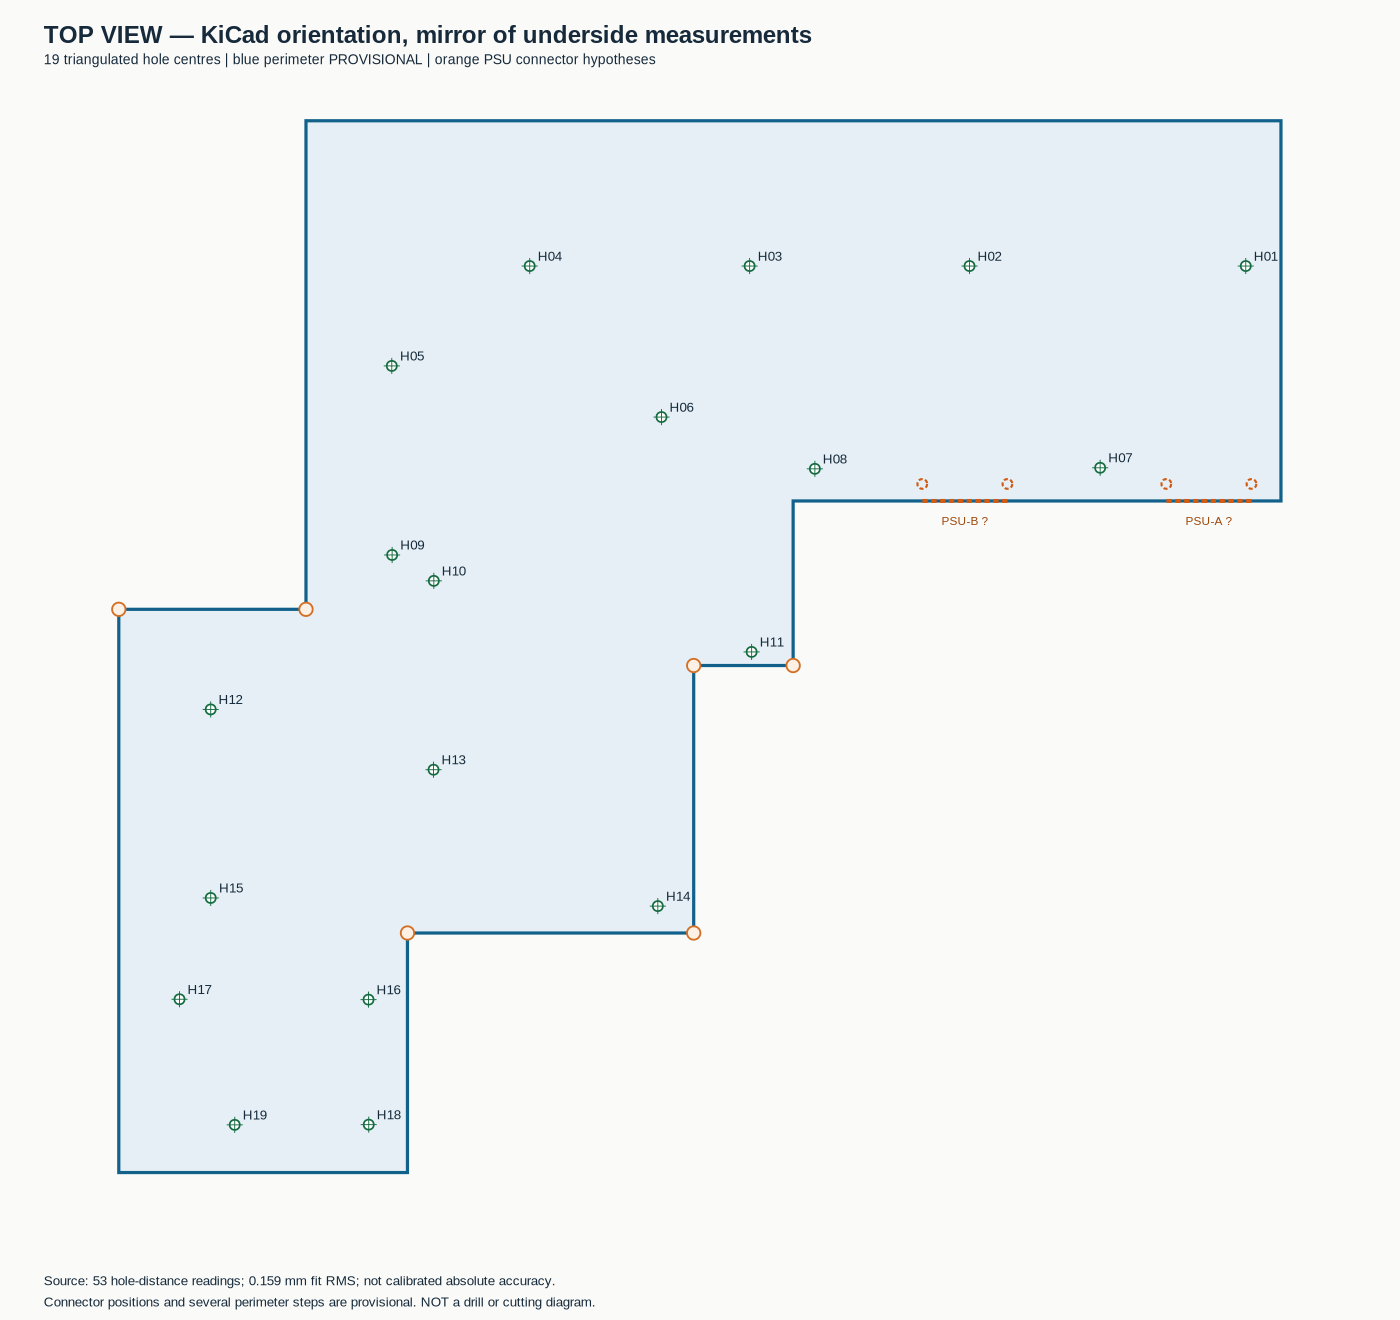 TOP VIEW — KiCad orientation, mirror of underside measurements
19 triangulated hole centres | blue perimeter PROVISIONAL | orange PSU connector hypotheses
H04
H03
H02
H01
H05
H06
H08
H07
PSU-B ?
PSU-A ?
H09
H10
H11
H12
H13
H15
H14
H17
H16
H19
H18
Source: 53 hole-distance readings; 0.159 mm fit RMS; not calibrated absolute accuracy.
Connector positions and several perimeter steps are provisional. NOT a drill or cutting diagram.